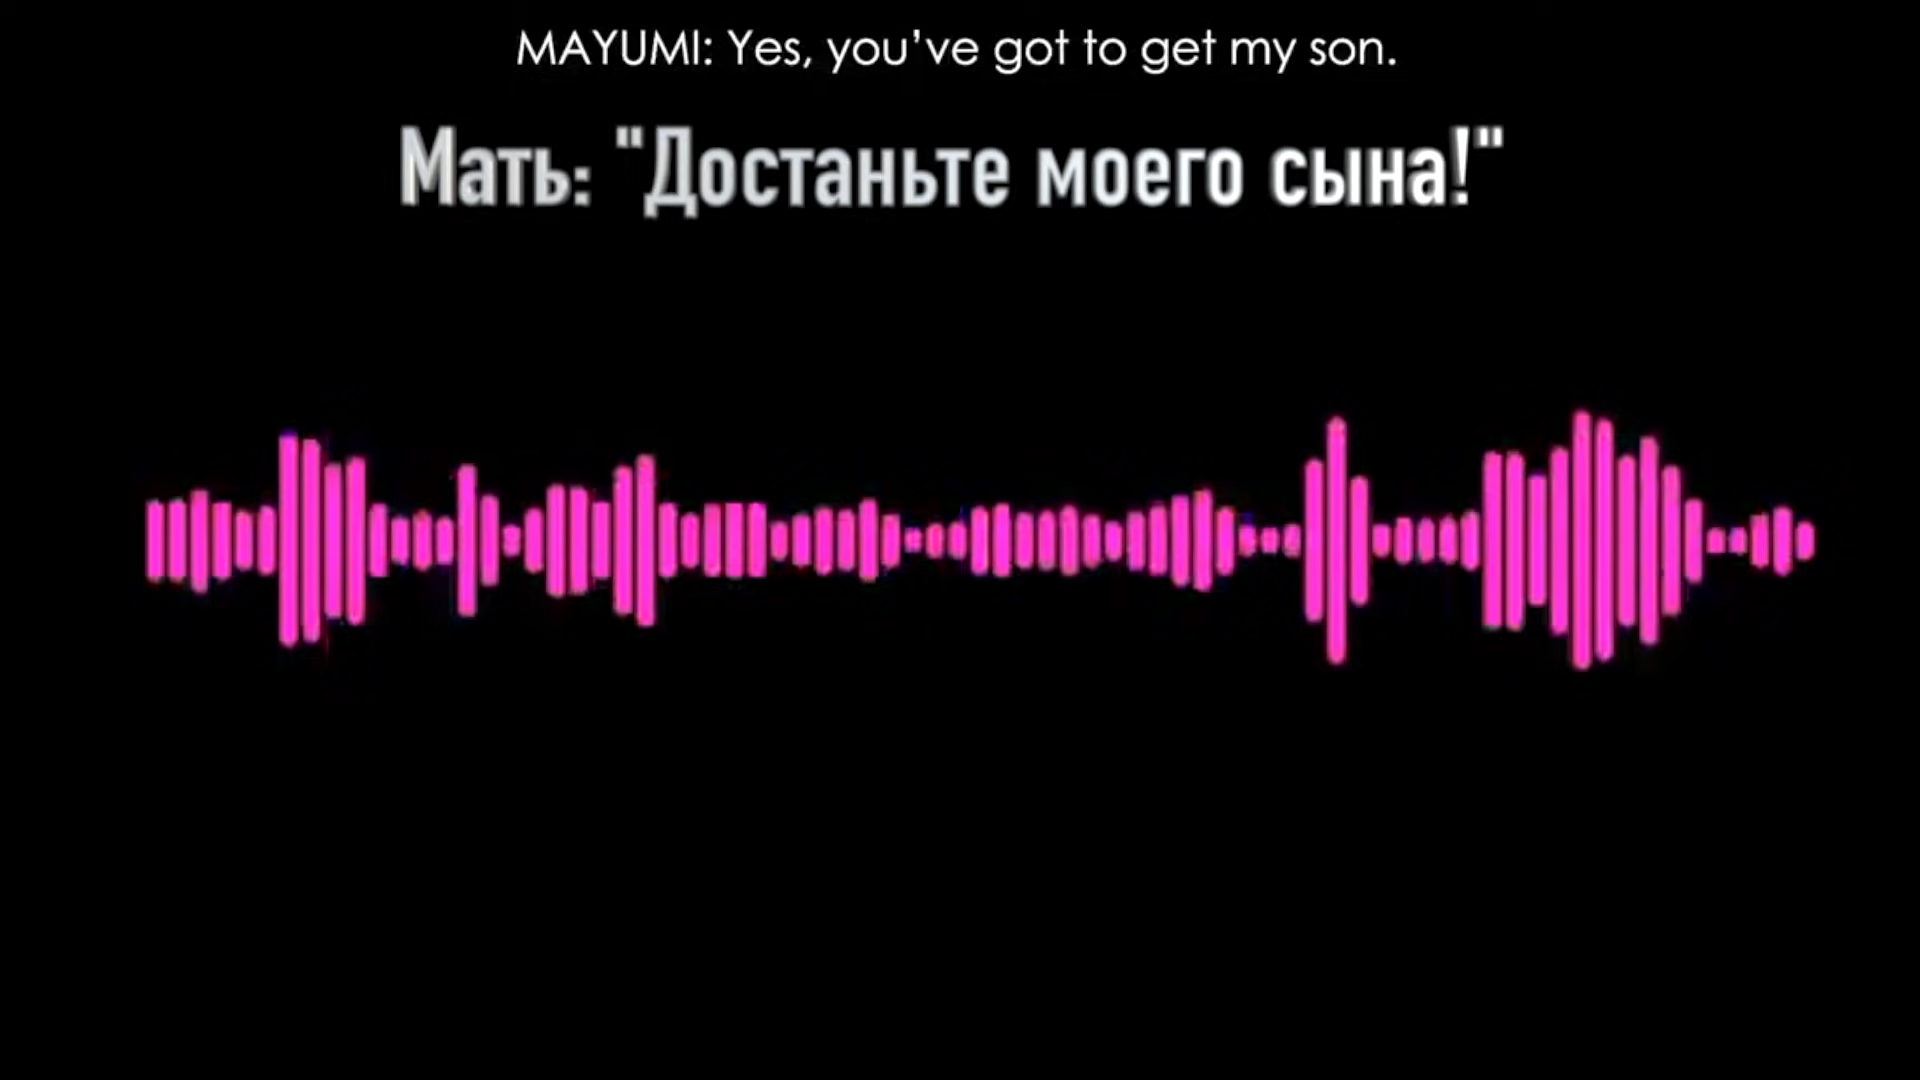 MAYUMI: Yes, you’ve got to get my son.
Мать: "Достаньте моего сына!"